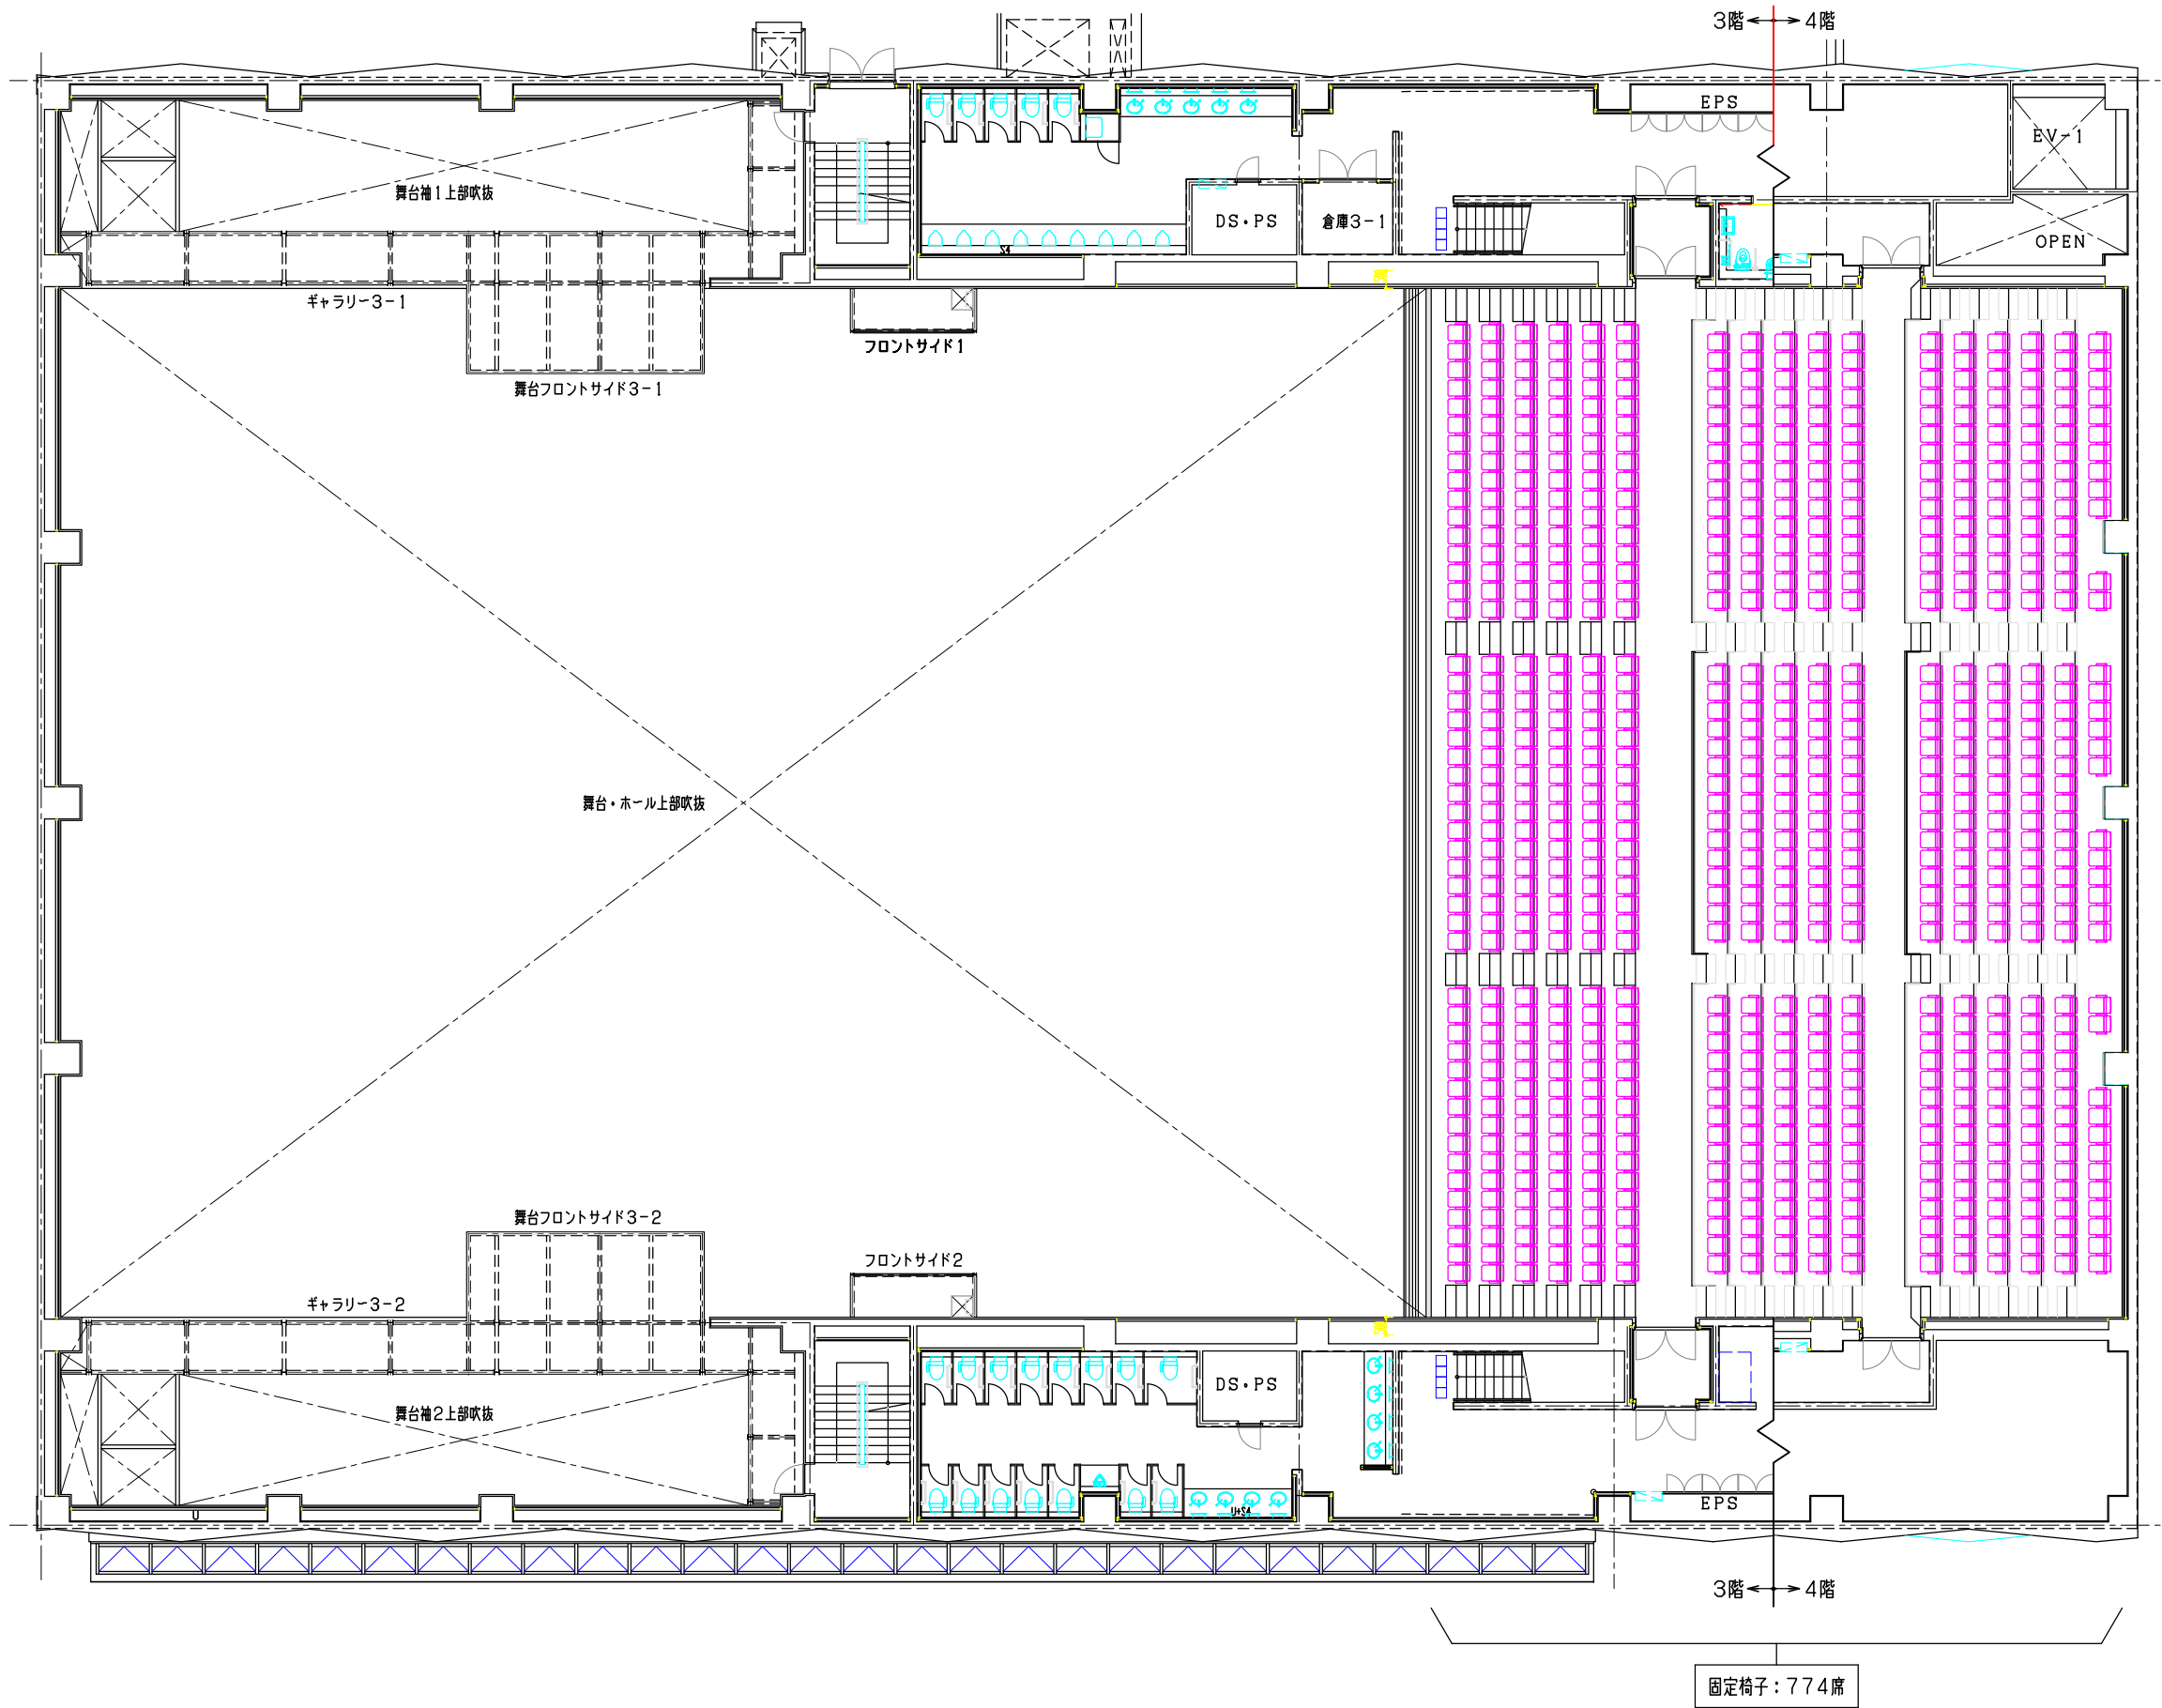 3階 4階
EPS
EV-1
舞台袖1上部吹抜
DS・PS
倉庫3-1
OPEN
S4
ギャラリー3-1
フロントサイド1
舞台フロントサイド3-1
舞台・ホール上部吹抜
舞台フロントサイド3-2
フロントサイド2
ギャラリー3-2
DS・PS
舞台袖2上部吹抜
EPS
U+S4
U
3階 4階
固定椅子：774席